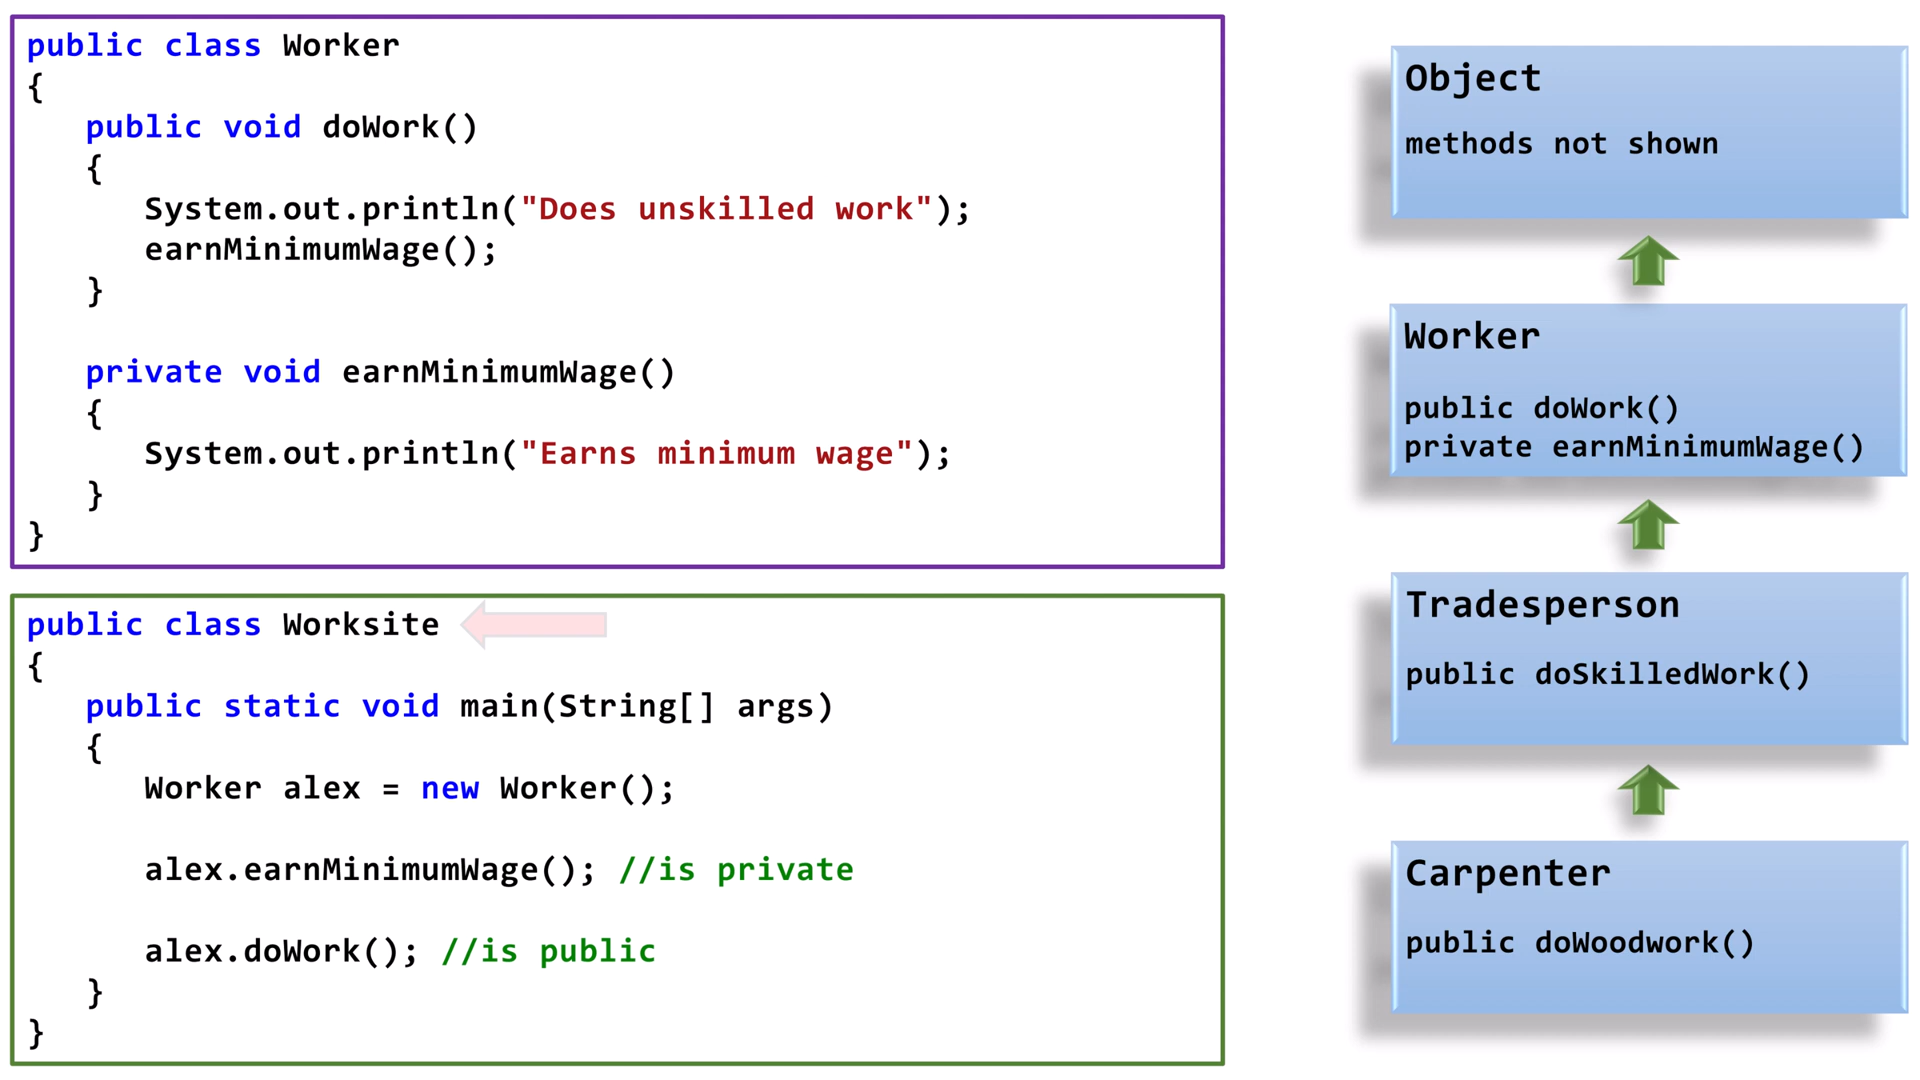 public class Worker
{
public void doWork()
{
System.out.println("Does unskilled work");
earnMinimumWage();
}
private void earnMinimumWage()
{
System.out.println("Earns minimum wage");
}
}
public class Worksite
{
public static void main(String[] args)
{
Worker alex = new Worker();
alex.earnMinimumWage(); //is private
alex.doWork(); //is public
}
}
Object
methods not shown
Worker
public doWork()
private earnMinimumWage()
Tradesperson
public doSkilledWork()
Carpenter
public doWoodwork()